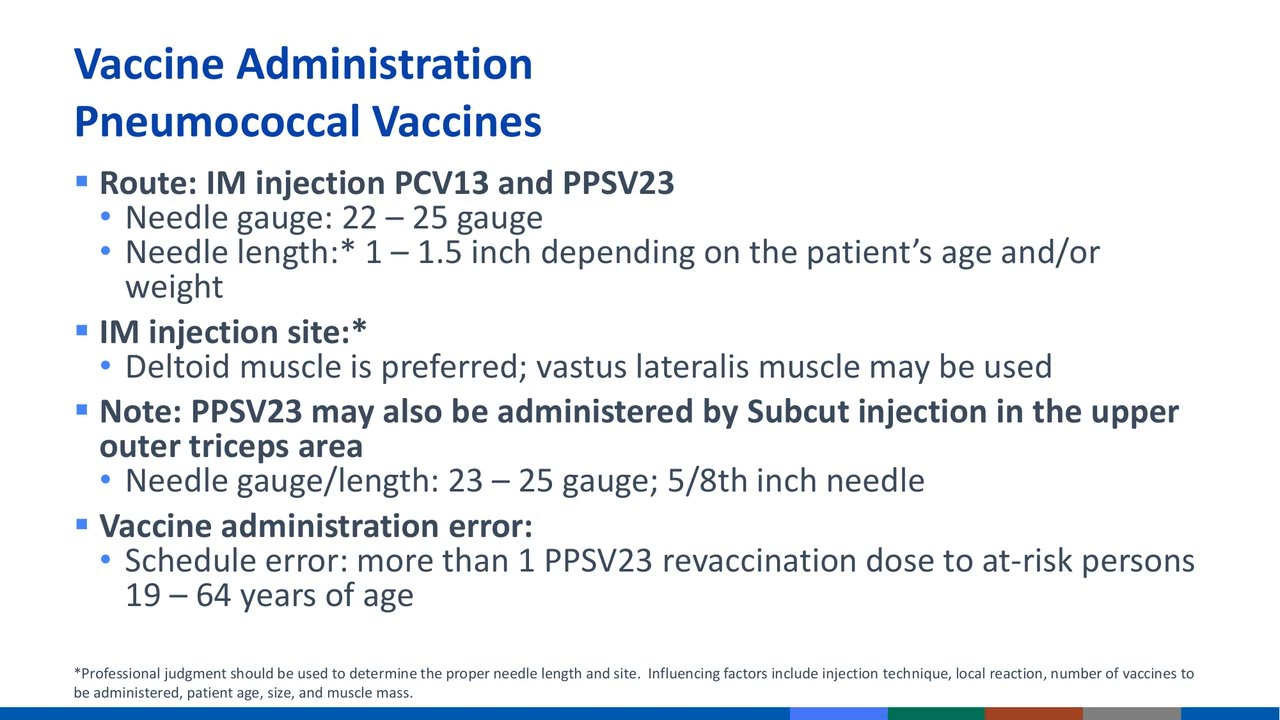 Vaccine Administration
Pneumococcal Vaccines
▪ Route: IM injection PCV13 and PPSV23
• Needle gauge: 22 – 25 gauge
• Needle length:* 1 – 1.5 inch depending on the patient’s age and/or
weight
▪ IM injection site:*
• Deltoid muscle is preferred; vastus lateralis muscle may be used
▪ Note: PPSV23 may also be administered by Subcut injection in the upper
outer triceps area
• Needle gauge/length: 23 – 25 gauge; 5/8th inch needle
▪ Vaccine administration error:
• Schedule error: more than 1 PPSV23 revaccination dose to at-risk persons
19 – 64 years of age
*Professional judgment should be used to determine the proper needle length and site.  Influencing factors include injection technique, local reaction, number of vaccines to
be administered, patient age, size, and muscle mass.